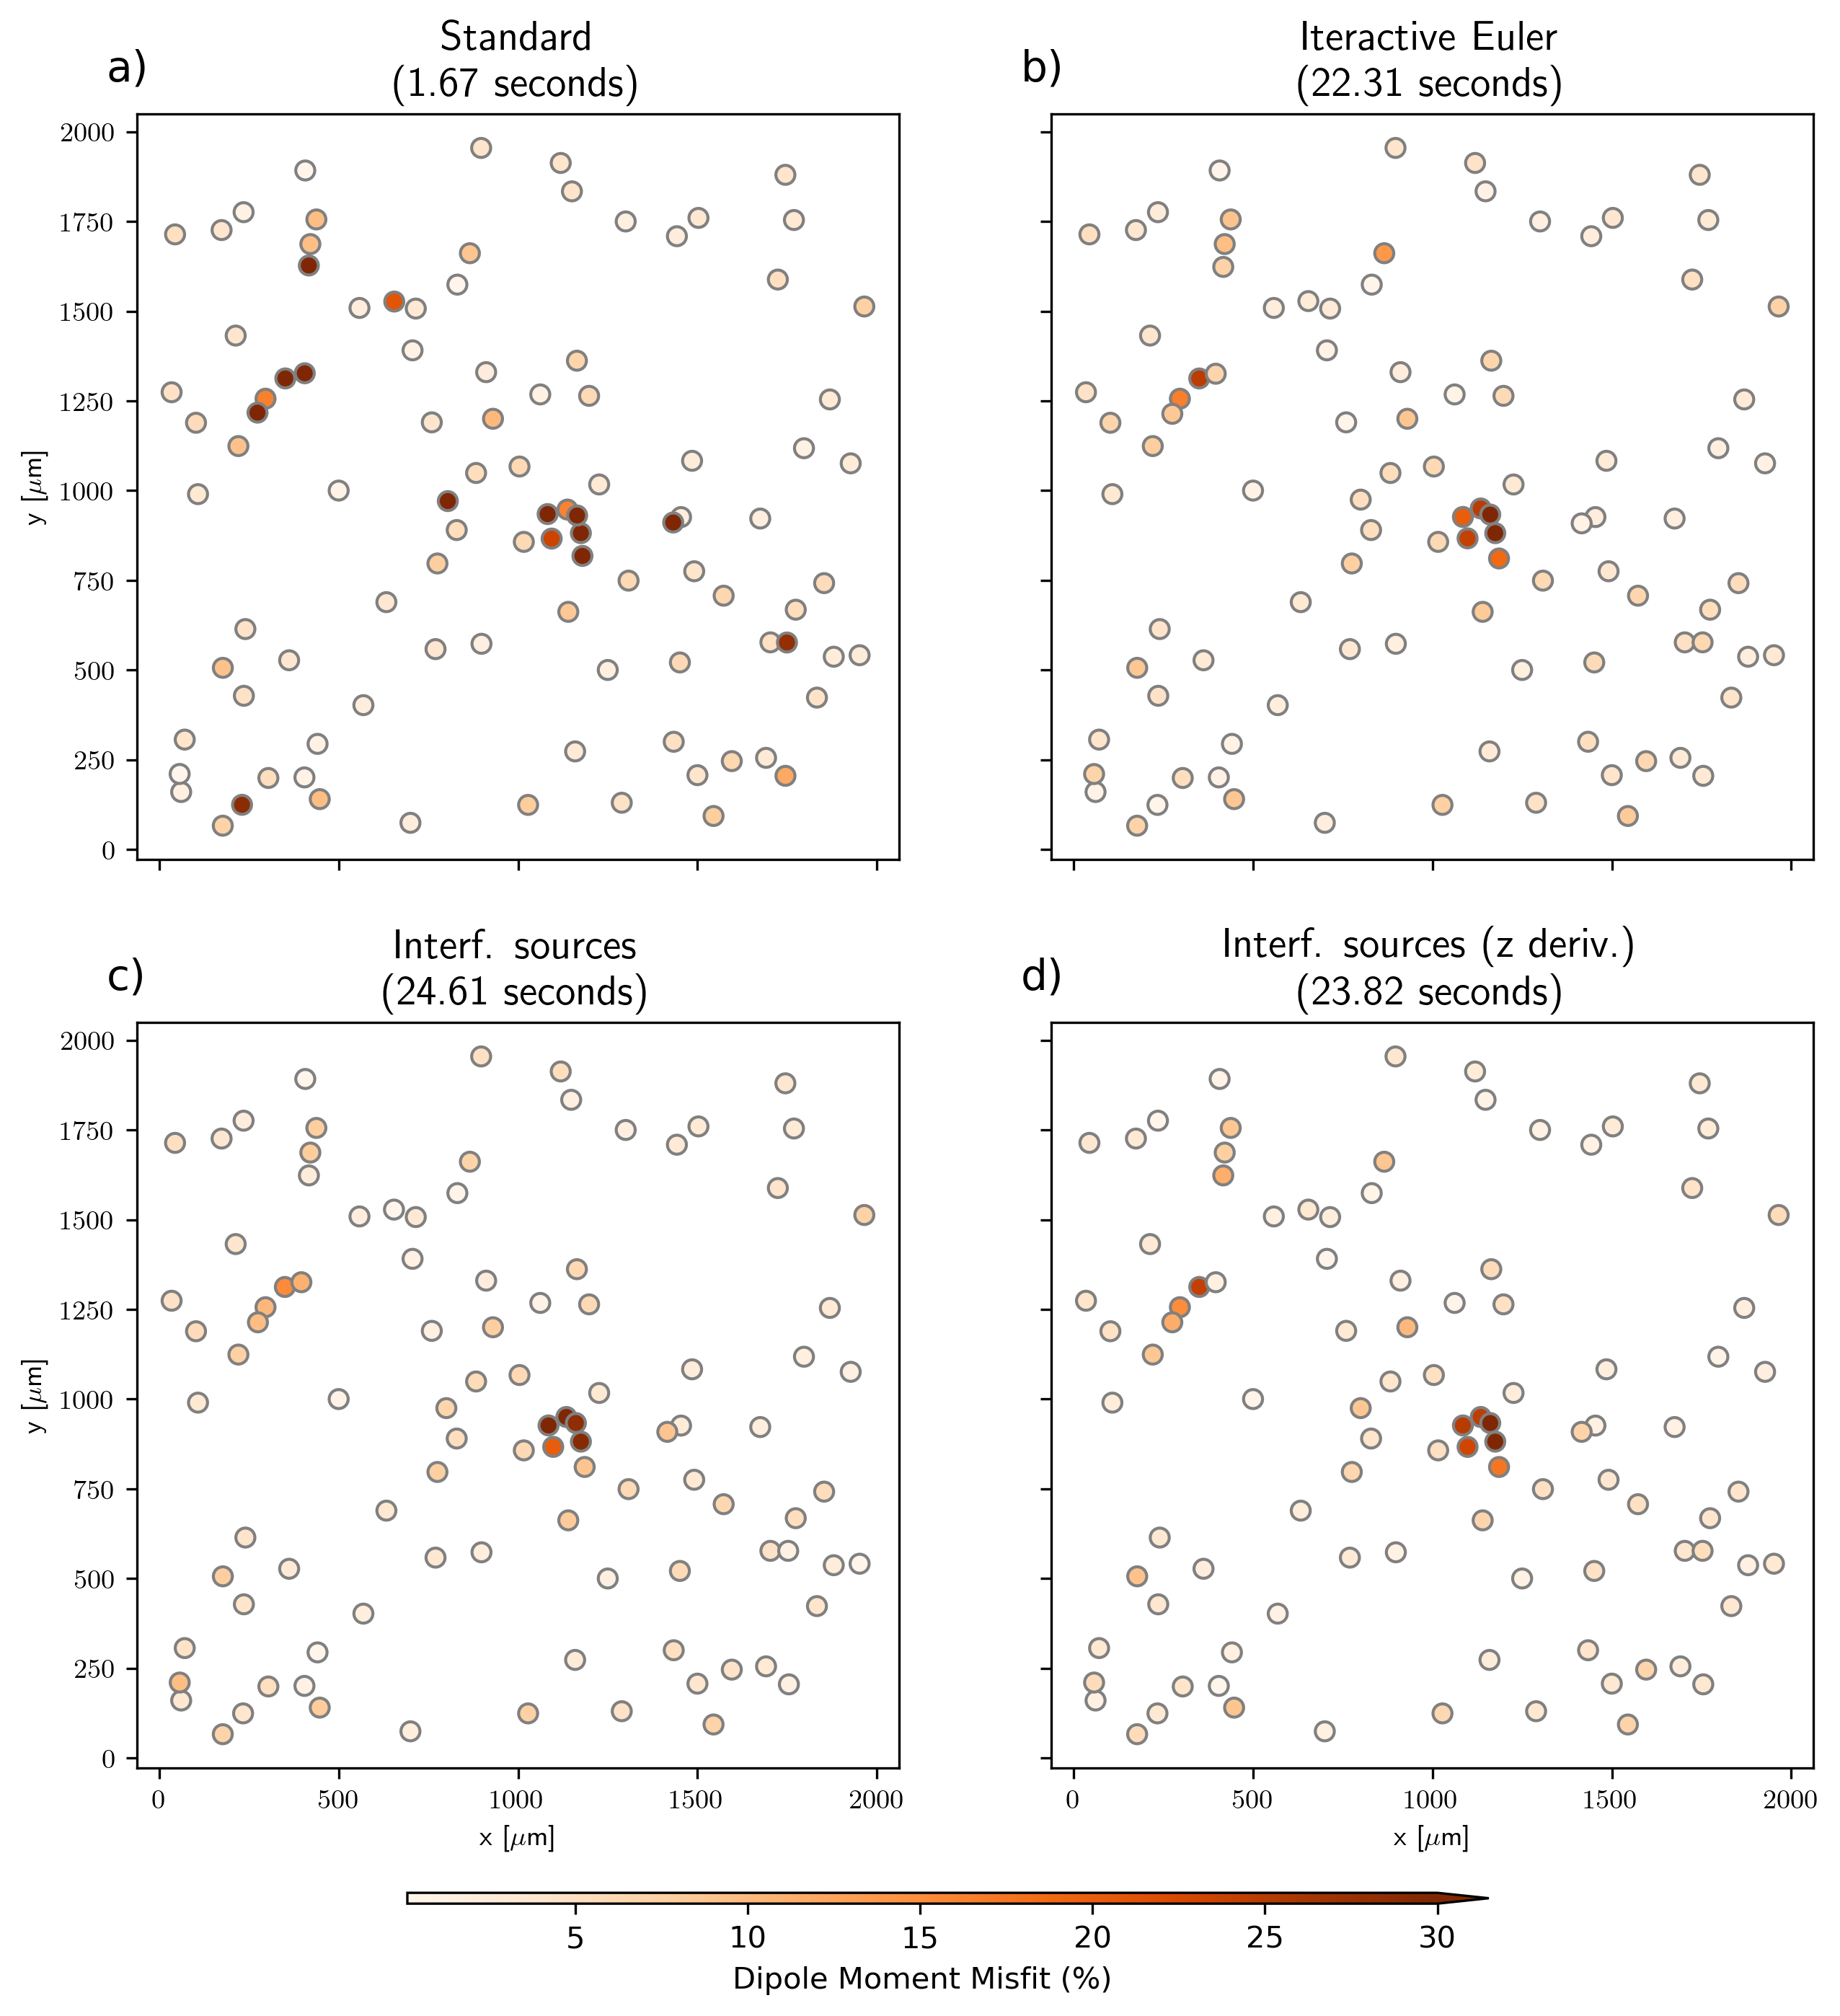 a)
Standard
(1.67 seconds)
b)
Iteractive Euler
(22.31 seconds)
2000
1750
1500
1250
1000
750
500
250
0
y [μm]
c)
Interf. sources
(24.61 seconds)
d)
Interf. sources (z deriv.)
(23.82 seconds)
2000
1750
1500
1250
1000
750
500
250
0
y [μm]
0 500 1000 1500 2000
x [μm]
0 500 1000 1500 2000
x [μm]
5 10 15 20 25 30
Dipole Moment Misfit (%)